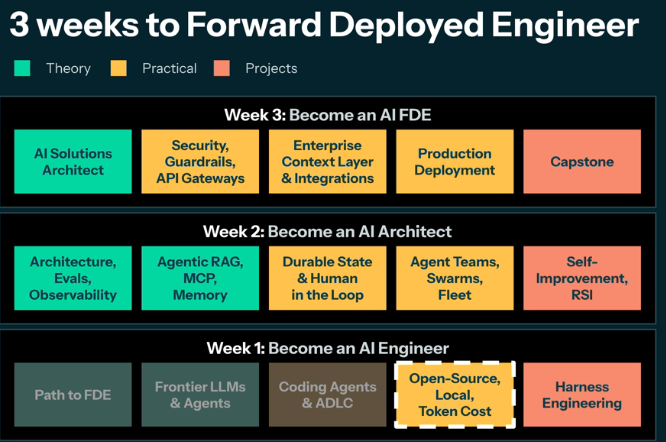 3 weeks to Forward Deployed Engineer
Theory
Practical
Projects
Week 3: Become an AI FDE
AI Solutions
Architect
Security,
Guardrails,
API Gateways
Enterprise
Context Layer
& Integrations
Production
Deployment
Capstone
Week 2: Become an AI Architect
Architecture,
Evals,
Observability
Agentic RAG,
MCP,
Memory
Durable State
& Human
in the Loop
Agent Teams,
Swarms,
Fleet
Self-
Improvement,
RSI
Week 1: Become an AI Engineer
Path to FDE
Frontier LLMs
& Agents
Coding Agents
& ADLC
Open-Source,
Local,
Token Cost
Harness
Engineering